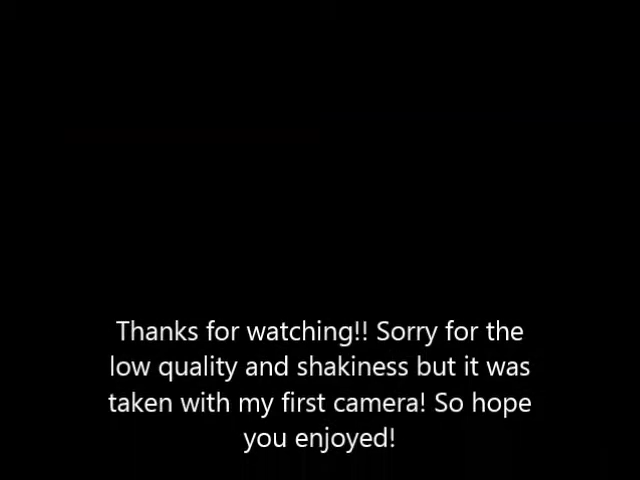 Thanks for watching!! Sorry for the
low quality and shakiness but it was
taken with my first camera! So hope
you enjoyed!